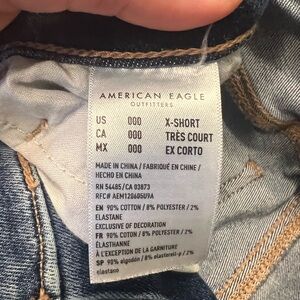 AMERICAN EAGLE
OUTFITTERS
US 000 X-SHORT
CA 000 TRÈS COURT
MX 000 EX CORTO
MADE IN CHINA / FABRIQUÉ EN CHINE /
HECHO EN CHINA
RN 54485/CA 03873
RFC# AEM120605U9A
EN 90% COTTON / 8% POLYESTER / 2%
ELASTANE
EXCLUSIVE OF DECORATION
FR 90% COTON / 8% POLYESTER / 2%
ÉLASTHANNE
À L'EXCEPTION DE LA GARNITURE
SP 90% algodón / 8% poliéster / 2%
elastano